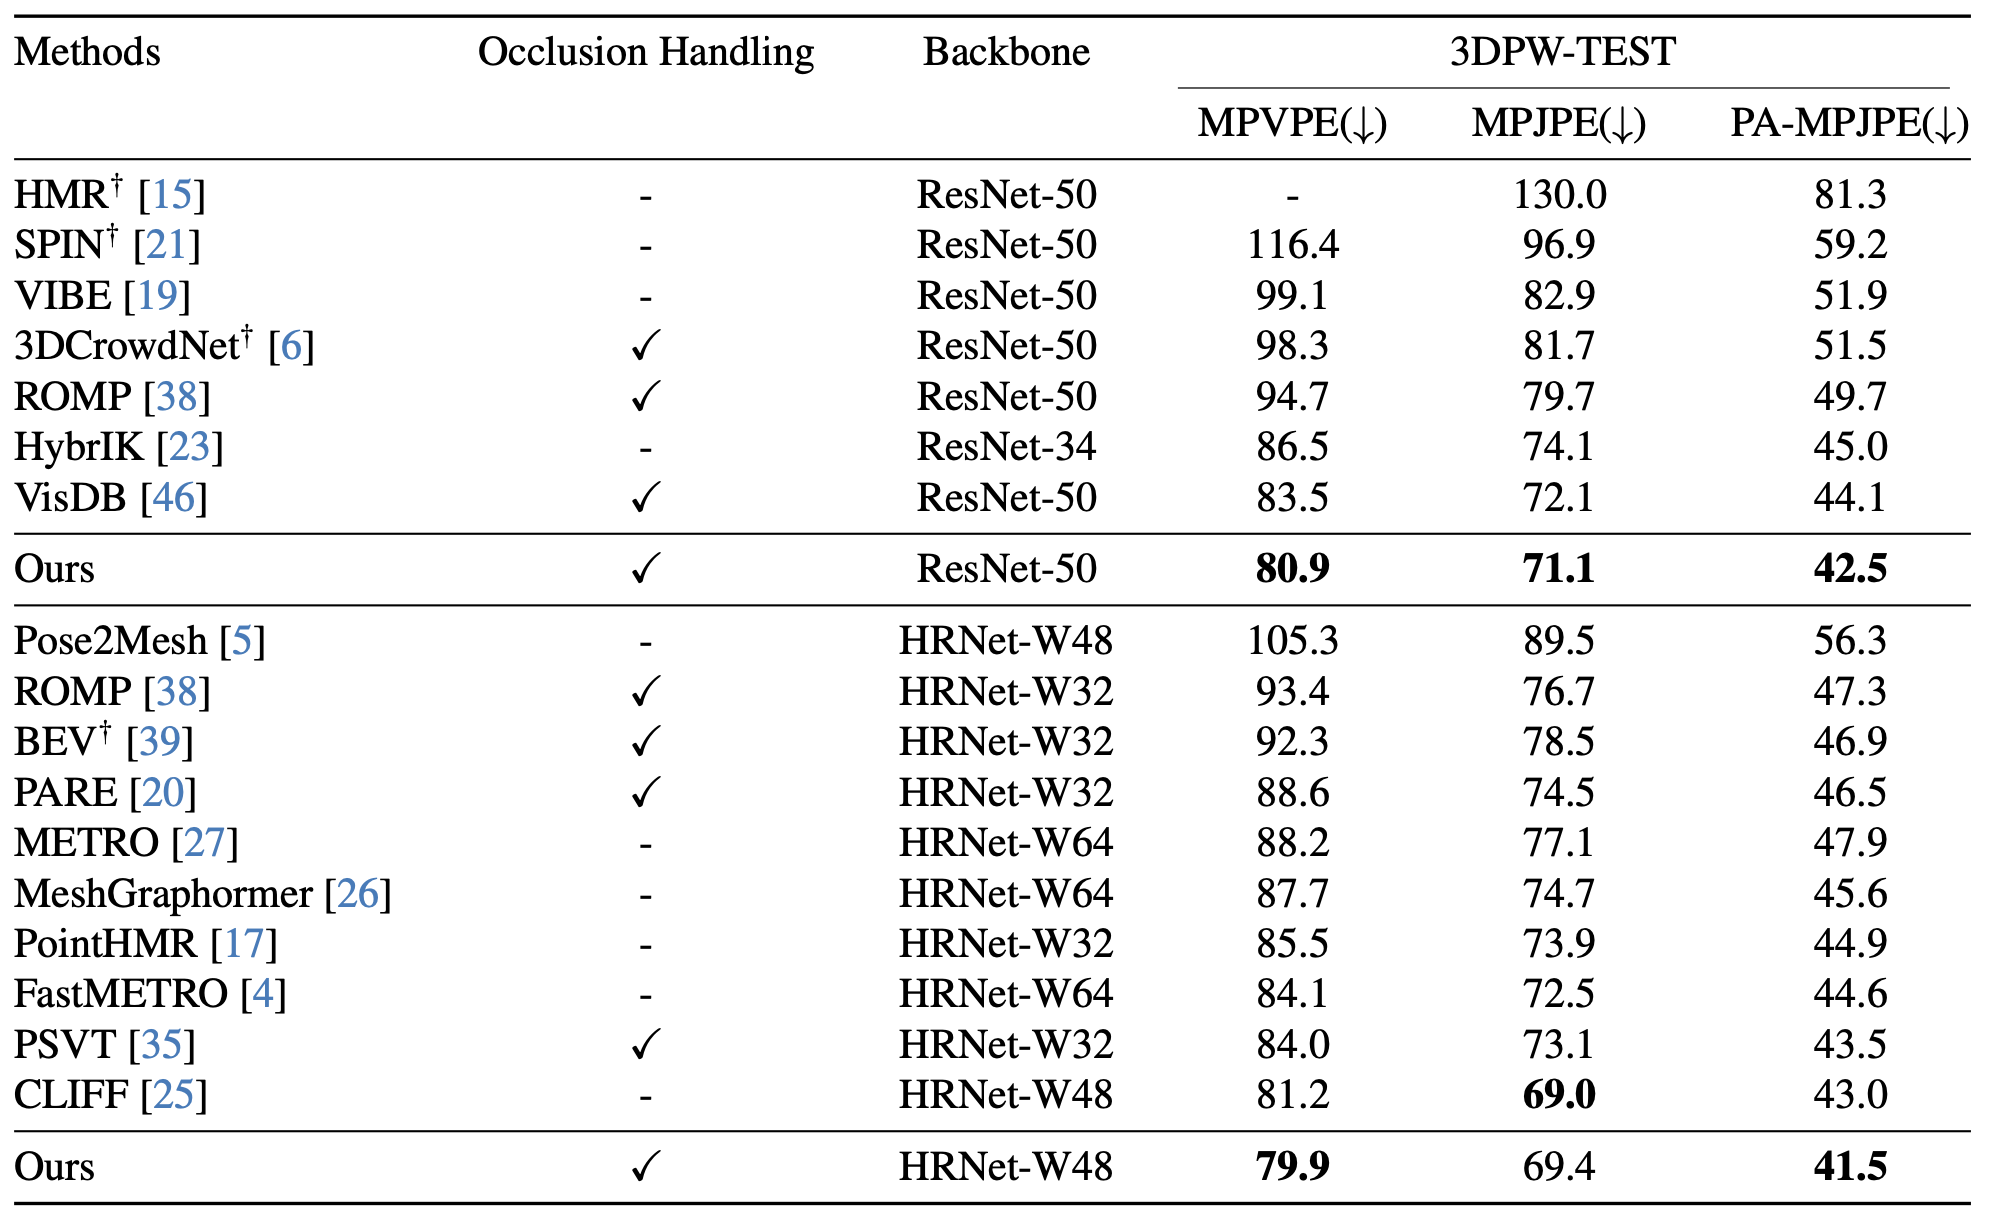 Methods Occlusion Handling Backbone 3DPW-TEST
MPVPE(↓) MPJPE(↓) PA-MPJPE(↓)
HMR† [15] - ResNet-50 - 130.0 81.3
SPIN† [21] - ResNet-50 116.4 96.9 59.2
VIBE [19] - ResNet-50 99.1 82.9 51.9
3DCrowdNet† [6] ✓ ResNet-50 98.3 81.7 51.5
ROMP [38] ✓ ResNet-50 94.7 79.7 49.7
HybrIK [23] - ResNet-34 86.5 74.1 45.0
VisDB [46] ✓ ResNet-50 83.5 72.1 44.1
Ours ✓ ResNet-50 80.9 71.1 42.5
Pose2Mesh [5] - HRNet-W48 105.3 89.5 56.3
ROMP [38] ✓ HRNet-W32 93.4 76.7 47.3
BEV† [39] ✓ HRNet-W32 92.3 78.5 46.9
PARE [20] ✓ HRNet-W32 88.6 74.5 46.5
METRO [27] - HRNet-W64 88.2 77.1 47.9
MeshGraphormer [26] - HRNet-W64 87.7 74.7 45.6
PointHMR [17] - HRNet-W32 85.5 73.9 44.9
FastMETRO [4] - HRNet-W64 84.1 72.5 44.6
PSVT [35] ✓ HRNet-W32 84.0 73.1 43.5
CLIFF [25] - HRNet-W48 81.2 69.0 43.0
Ours ✓ HRNet-W48 79.9 69.4 41.5